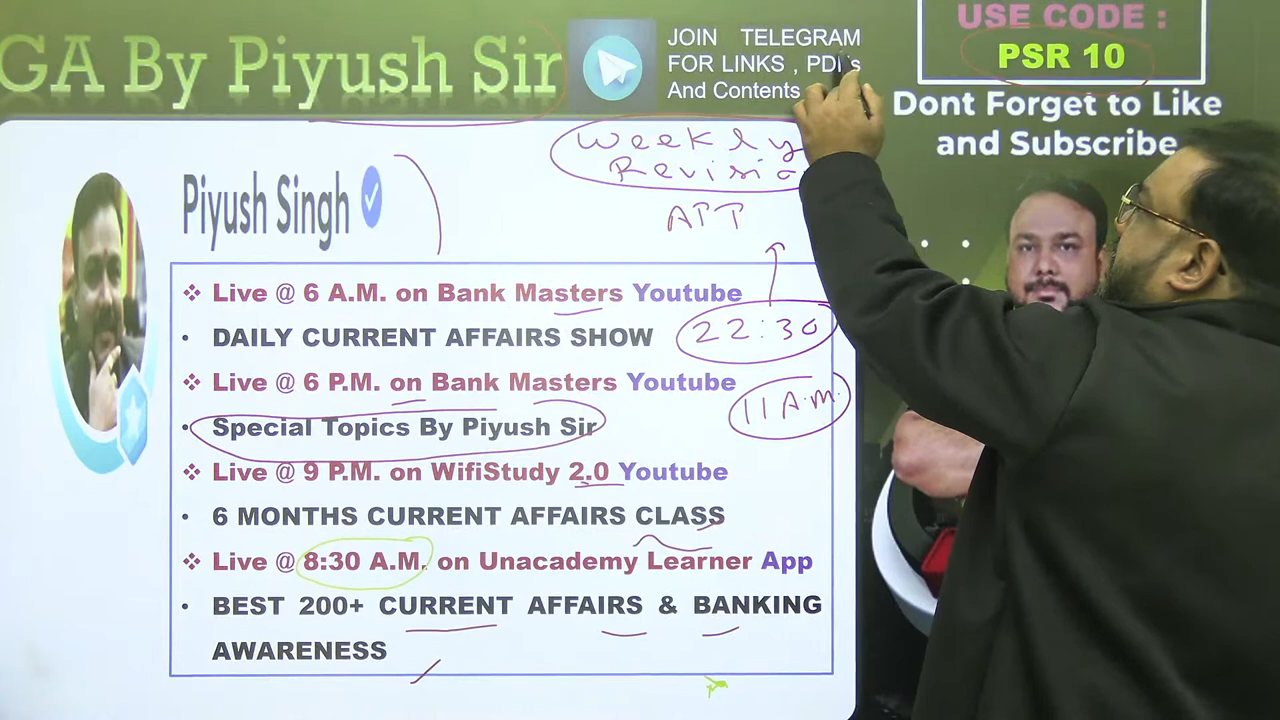 GA By Piyush Sir
JOIN TELEGRAM
FOR LINKS , PDF's
And Contents
USE CODE :
PSR 10
Dont Forget to Like
and Subscribe
Weekly
Revisio
Piyush Singh
APP
❖ Live @ 6 A.M. on Bank Masters Youtube
• DAILY CURRENT AFFAIRS SHOW
22:30
❖ Live @ 6 P.M. on Bank Masters Youtube
11 A.M.
• Special Topics By Piyush Sir
❖ Live @ 9 P.M. on WifiStudy 2.0 Youtube
• 6 MONTHS CURRENT AFFAIRS CLASS
❖ Live @ 8:30 A.M. on Unacademy Learner App
• BEST 200+ CURRENT AFFAIRS & BANKING
AWARENESS